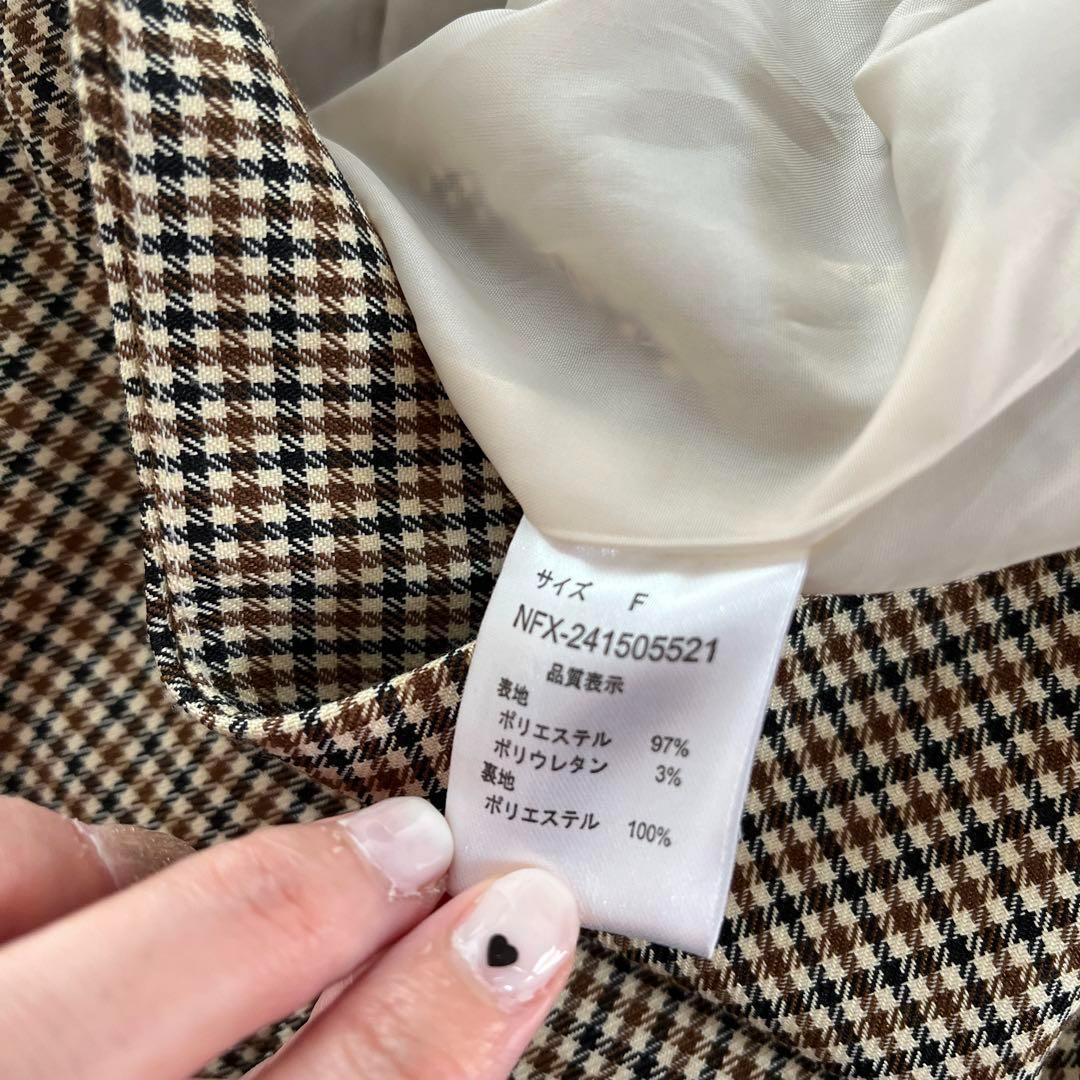 サイズ F
NFX-241505521
品質表示
表地
ポリエステル 97%
ポリウレタン 3%
裏地
ポリエステル 100%